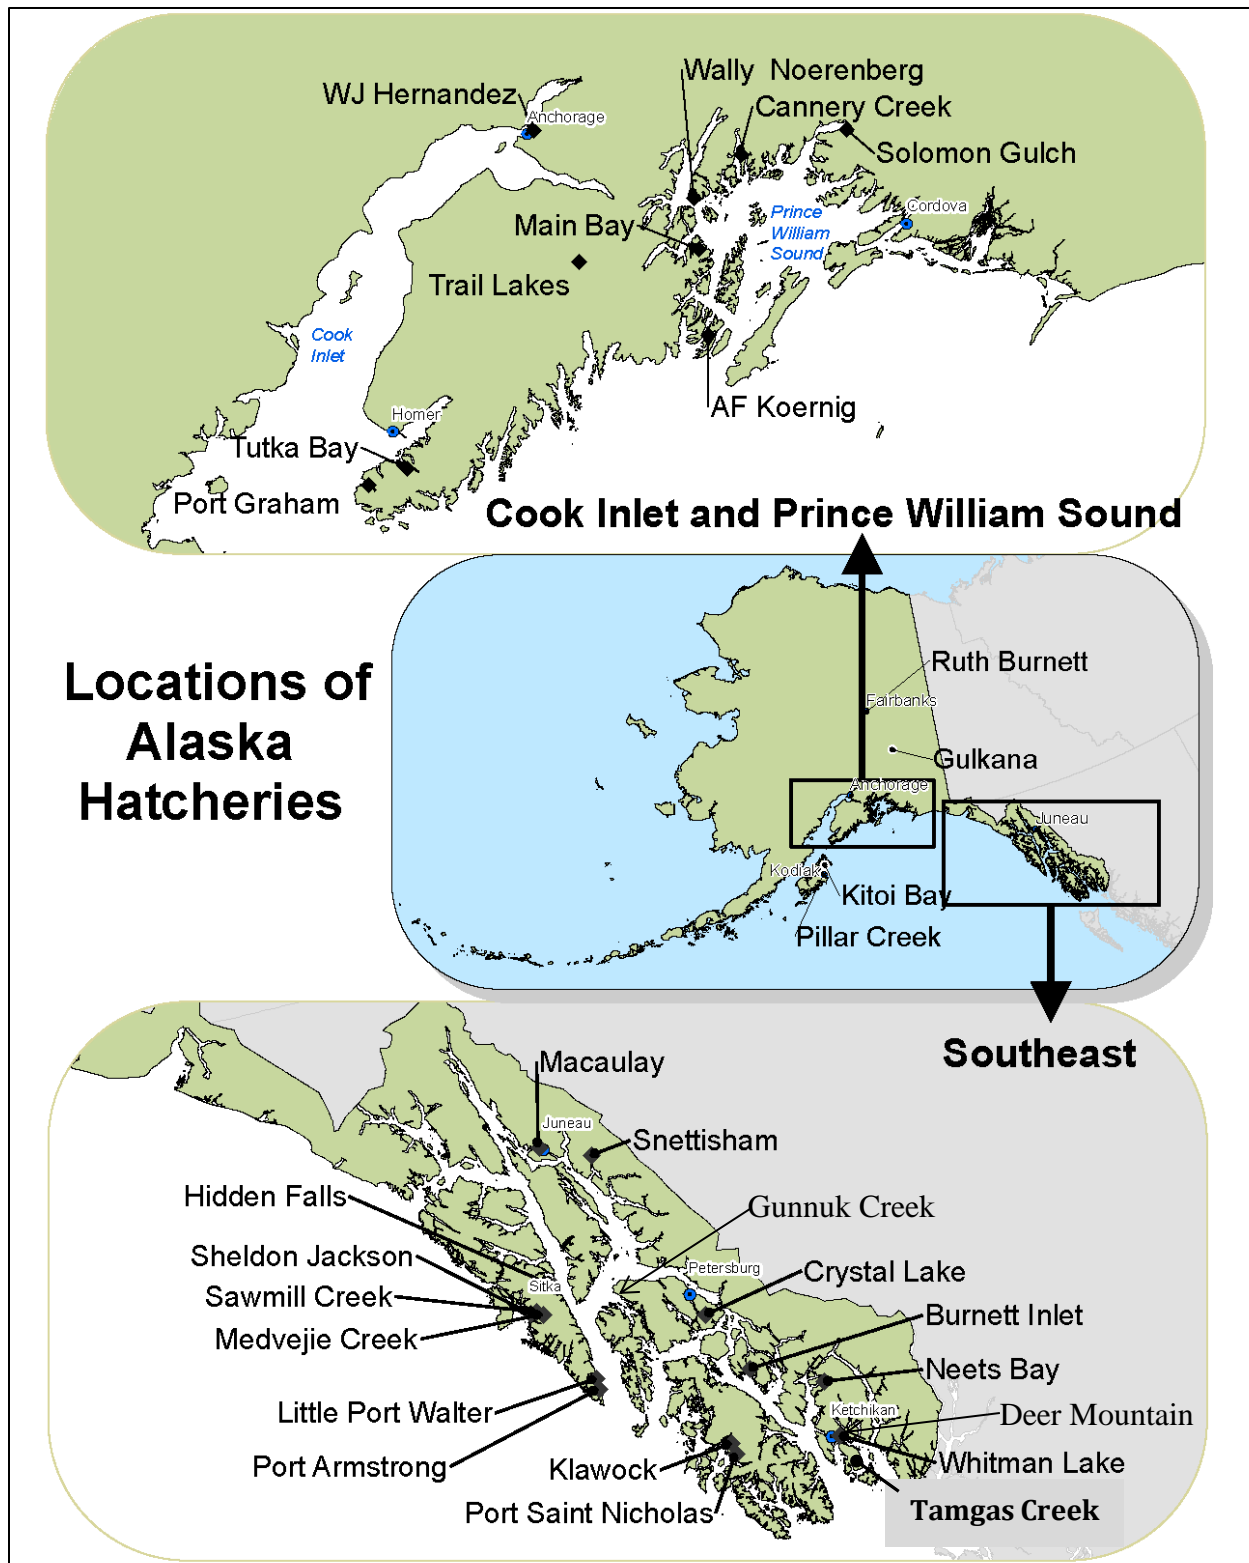 Wally Noerenberg
WJ Hernandez
Cannery Creek
Anchorage
Solomon Gulch
Cordova
Main Bay
Prince
William
Sound
Trail Lakes
Cook
Inlet
AF Koernig
Homer
Tutka Bay
Port Graham
Cook Inlet and Prince William Sound
Locations of
Alaska
Hatcheries
Ruth Burnett
Fairbanks
Gulkana
Anchorage
Juneau
Kodiak
Kitoi Bay
Pillar Creek
Southeast
Macaulay
Juneau
Snettisham
Hidden Falls
Gunnuk Creek
Sheldon Jackson
Petersburg
Crystal Lake
Sitka
Sawmill Creek
Burnett Inlet
Medvejie Creek
Neets Bay
Little Port Walter
Ketchikan
Deer Mountain
Port Armstrong
Klawock
Whitman Lake
Port Saint Nicholas
Tamgas Creek